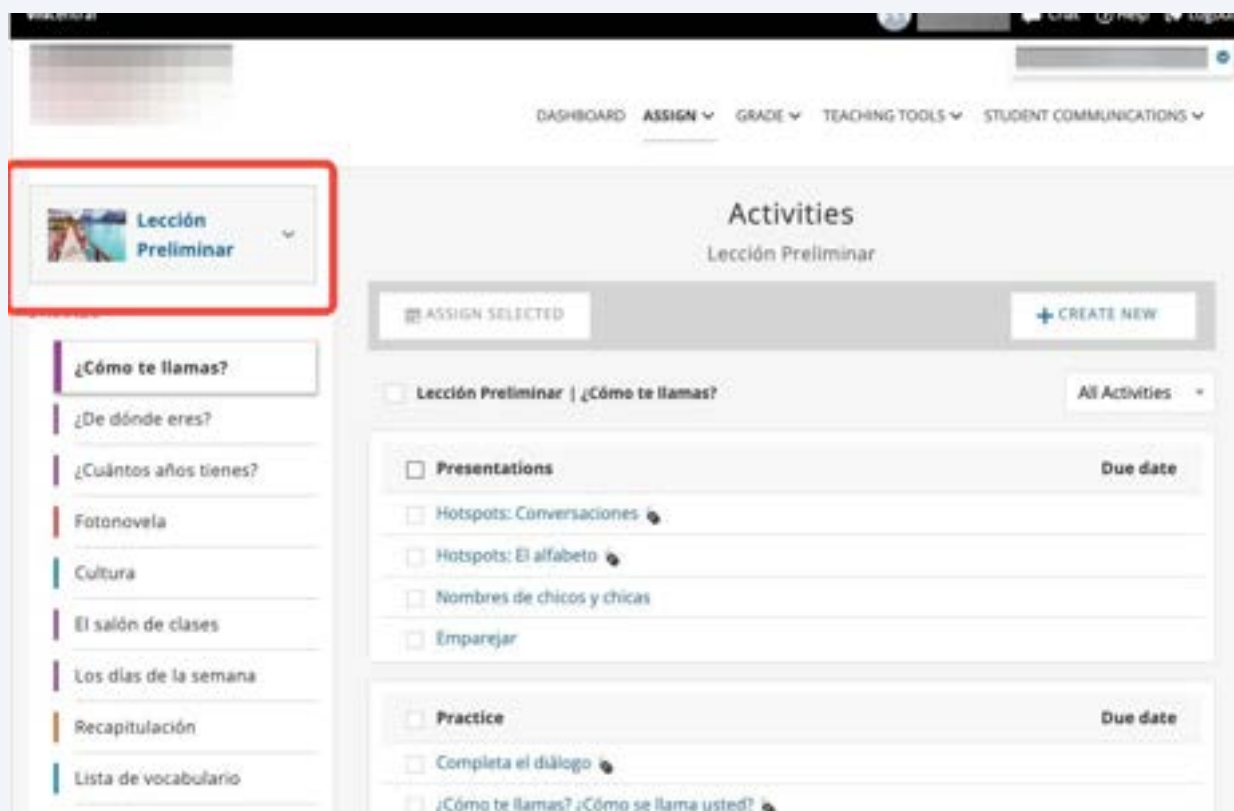 Chat Help Logout
DASHBOARD ASSIGN GRADE TEACHING TOOLS STUDENT COMMUNICATIONS
Lección
Preliminar
Activities
Lección Preliminar
ASSIGN SELECTED
+ CREATE NEW
¿Cómo te llamas?
¿De dónde eres?
¿Cuántos años tienes?
Fotonovela
Cultura
El salón de clases
Los días de la semana
Recapitulación
Lista de vocabulario
Lección Preliminar | ¿Cómo te llamas?
All Activities
Presentations Due date
Hotspots: Conversaciones
Hotspots: El alfabeto
Nombres de chicos y chicas
Emparejar
Practice Due date
Completa el diálogo
¿Cómo te llamas? ¿Cómo se llama usted?